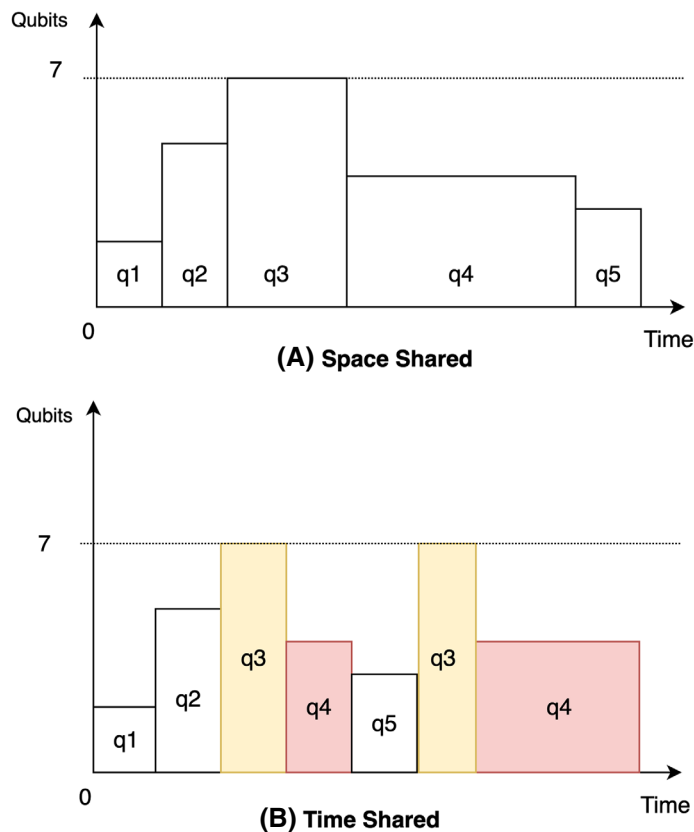 Qubits
7
q1
q2
q3
q4
q5
0
Time
(A) Space Shared
Qubits
7
q3
q3
q2
q4
q4
q5
q1
0
Time
(B) Time Shared